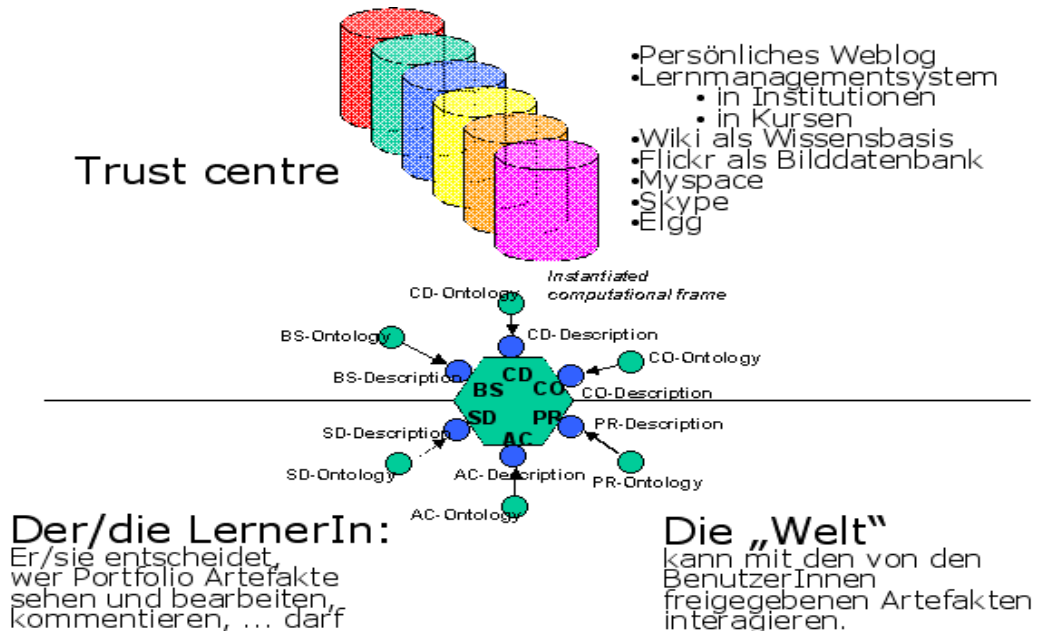 Trust centre
•Persönliches Weblog
•Lernmanagementsystem
• in Institutionen
• in Kursen
•Wiki als Wissensbasis
•Flickr als Bilddatenbank
•Myspace
•Skype
•Elgg
Instantiated
computational frame
CD-Ontology
CD-Description
BS-Ontology
BS-Description
CO-Ontology
CO-Description
CD
BS
CO
SD
PR
AC
SD-Description
SD-Ontology
PR-Description
PR-Ontology
AC-Description
AC-Ontology
Der/die LernerIn:
Er/sie entscheidet,
wer Portfolio Artefakte
sehen und bearbeiten,
kommentieren, ... darf
Die „Welt“
kann mit den von den
BenutzerInnen
freigegebenen Artefakten
interagieren.